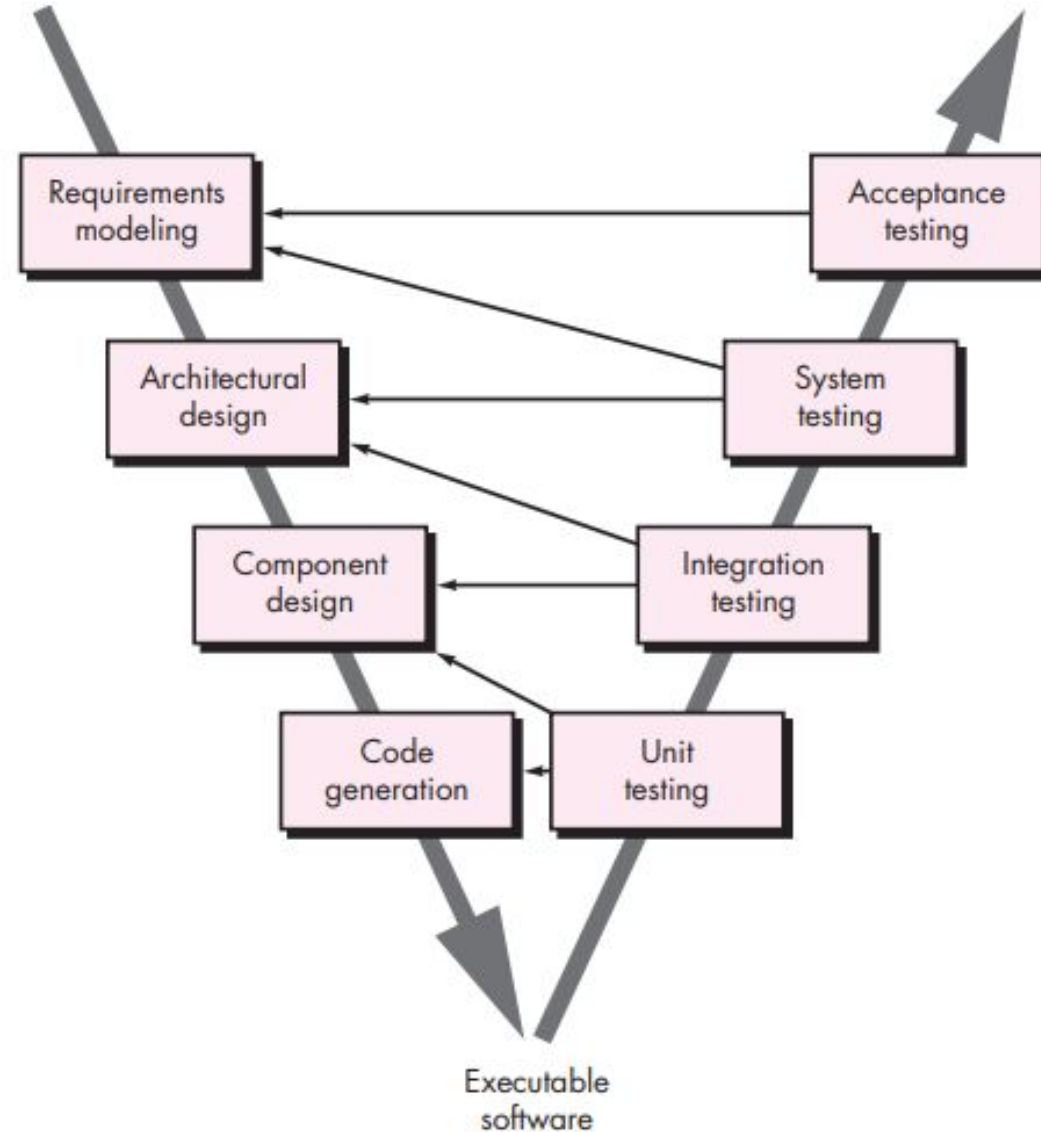 Requirements
modeling
Acceptance
testing
Architectural
design
System
testing
Component
design
Integration
testing
Code
generation
Unit
testing
Executable
software